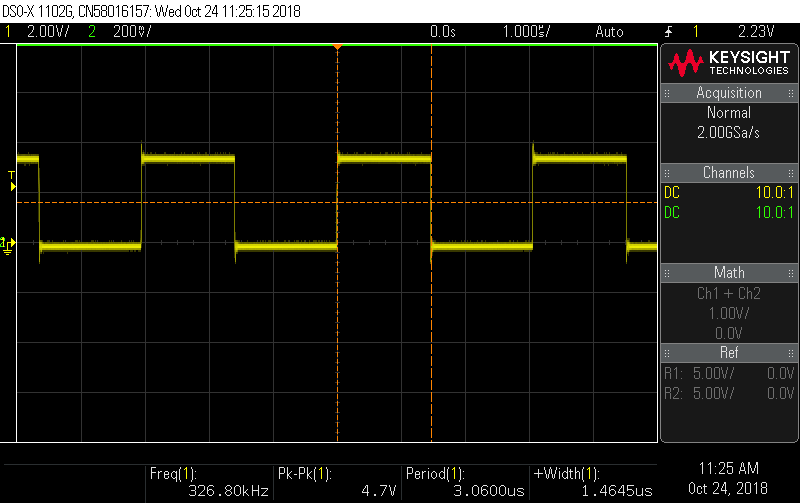 DSO-X 1102G, CN58016157: Wed Oct 24 11:25:15 2018
1 2.00V/ 2 200mV/ 0.0s 1.000us/ Auto 1 2.23V
KEYSIGHT
TECHNOLOGIES
Acquisition
Normal
2.00GSa/s
Channels
DC 10.0:1
DC 10.0:1
Math
Ch1 + Ch2
1.00V/
0.0V
Ref
R1: 5.00V/ 0.0V
R2: 5.00V/ 0.0V
T
2
Freq(1): Pk-Pk(1): Period(1): +Width(1):
326.80kHz 4.7V 3.0600us 1.4645us
11:25 AM
Oct 24, 2018